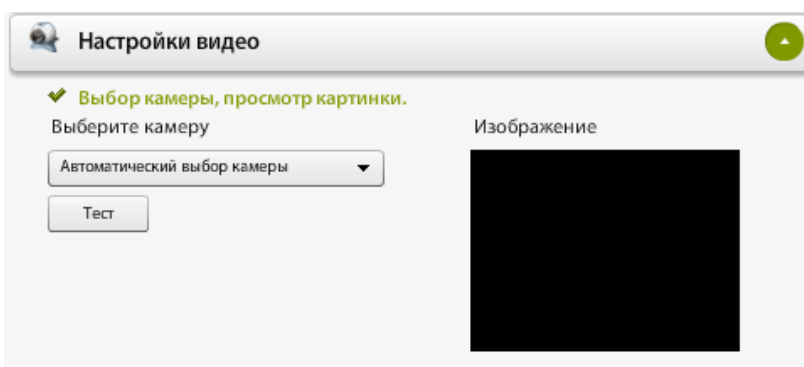 Настройки видео
Выбор камеры, просмотр картинки.
Выберите камеру
Изображение
Автоматический выбор камеры
Тест